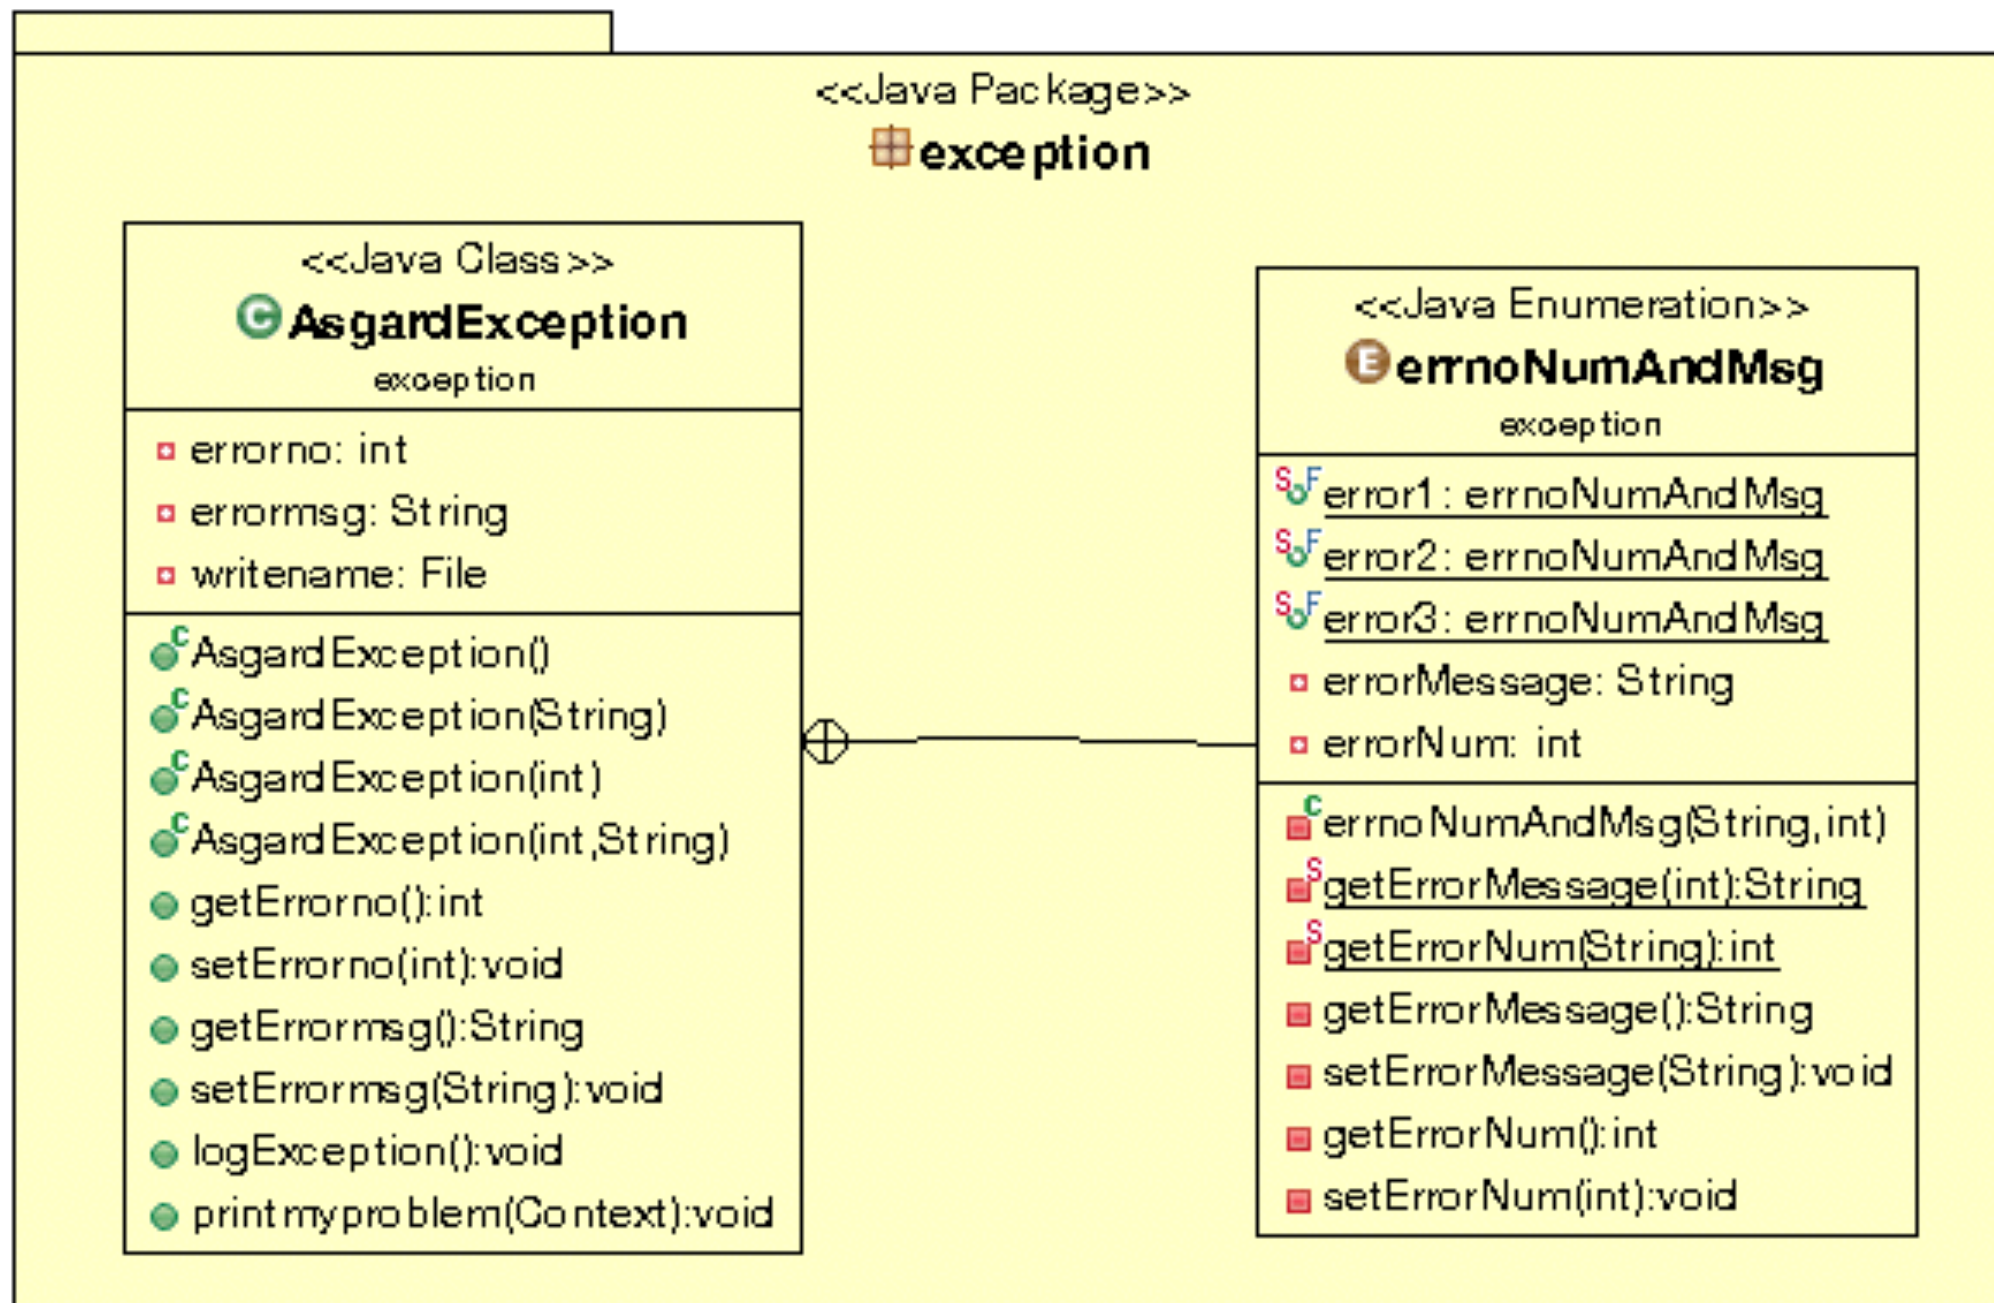 <<Java Package>>
exception
<<Java Class>>
AsgardException
exception
errorno: int
errormsg: String
writename: File
AsgardException()
AsgardException(String)
AsgardException(int)
AsgardException(int,String)
getErrorno():int
setErrorno(int):void
getErrormsg():String
setErrormsg(String):void
logException():void
printmyproblem(Context):void
<<Java Enumeration>>
errnoNumAndMsg
exception
error1: errnoNumAndMsg
error2: errnoNumAndMsg
error3: errnoNumAndMsg
errorMessage: String
errorNum: int
errnoNumAndMsg(String,int)
getErrorMessage(int):String
getErrorNum(String):int
getErrorMessage():String
setErrorMessage(String):void
getErrorNum():int
setErrorNum(int):void